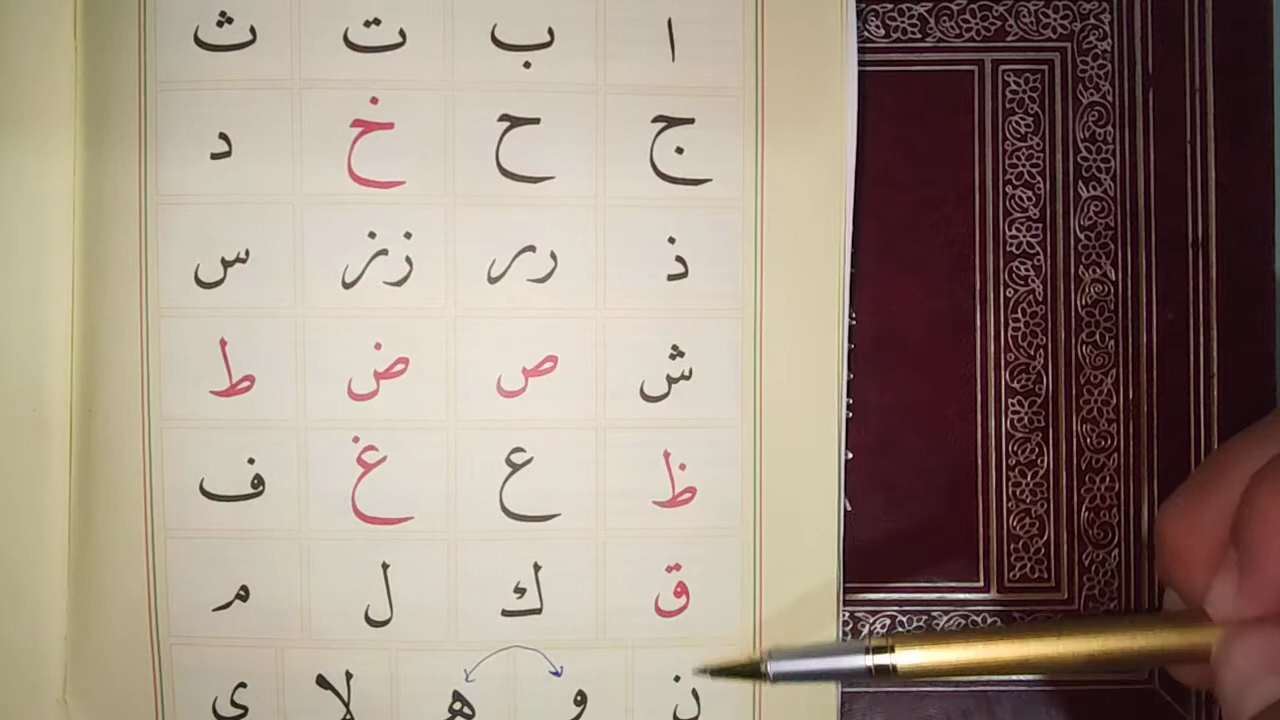 ا ب ت ث
ج ح خ د
ذ ر ر ز ز س
ش ص ض ط
ظ ع غ ف
ق ك ل م
ن و ه لا ى